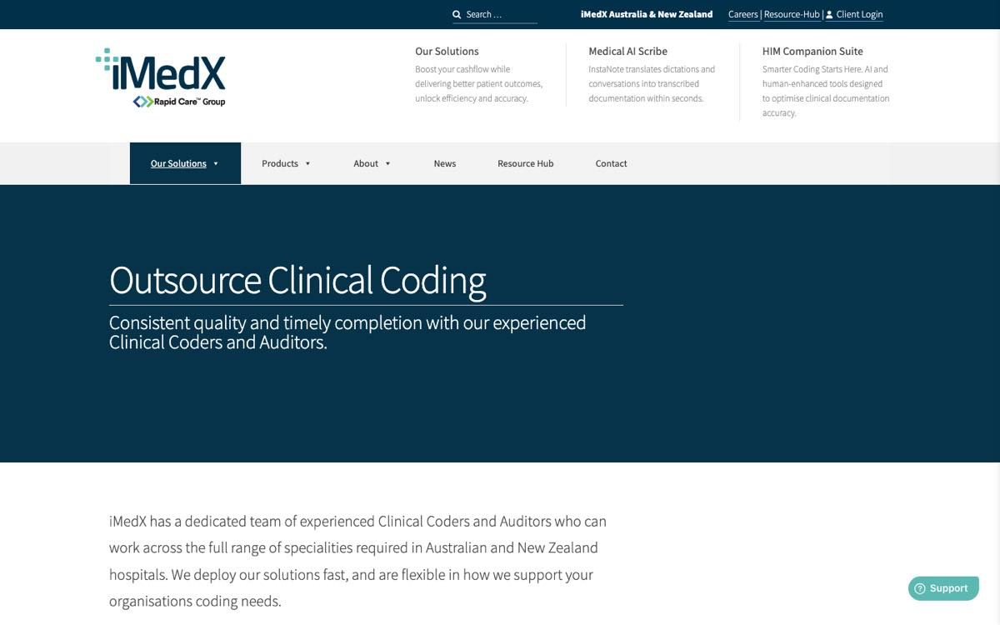 Search …
iMedX Australia & New Zealand
Careers | Resource-Hub | Client Login
iMedX
Rapid Care™ Group
Our Solutions
Boost your cashflow while
delivering better patient outcomes,
unlock efficiency and accuracy.
Medical AI Scribe
InstaNote translates dictations and
conversations into transcribed
documentation within seconds.
HIM Companion Suite
Smarter Coding Starts Here. AI and
human-enhanced tools designed
to optimise clinical documentation
accuracy.
Our Solutions
Products
About
News
Resource Hub
Contact
Outsource Clinical Coding
Consistent quality and timely completion with our experienced
Clinical Coders and Auditors.
iMedX has a dedicated team of experienced Clinical Coders and Auditors who can
work across the full range of specialities required in Australian and New Zealand
hospitals. We deploy our solutions fast, and are flexible in how we support your
organisations coding needs.
Support